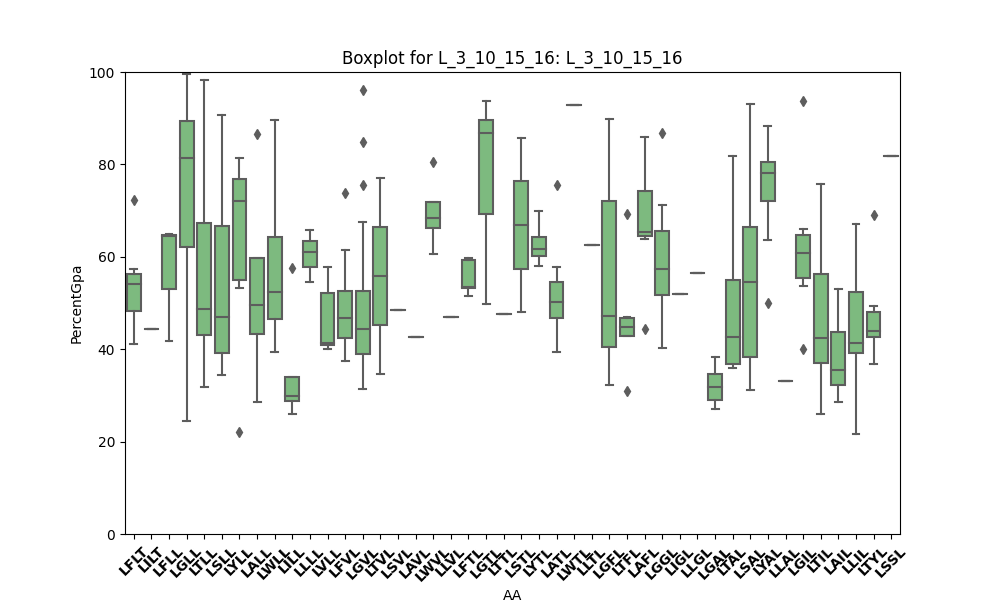 Boxplot for L_3_10_15_16: L_3_10_15_16
PercentGpa
100
80
60
40
20
0
LFLT LILT LFLL LGLL LTLL LSLL LYLL LALL LWLL LILL LLLL LVLL LFVL LGVL LTVL LSVL LAVL LWVL LLVL LFTL LGTL LTTL LSTL LYTL LATL LWTL LLTL LGFL LTFL LAFL LGGL LIGL LLGL LGAL LTAL LSAL LYAL LLAL LGIL LTIL LAIL LLIL LTYL LSSL
AA